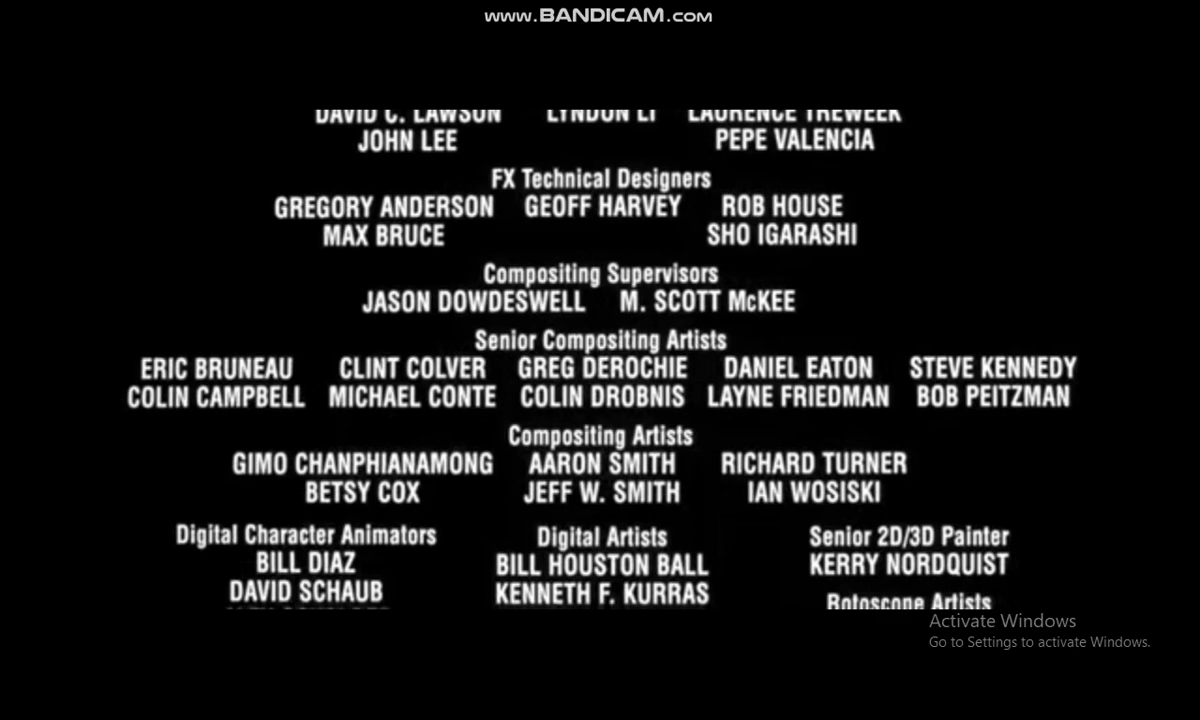 www.BANDICAM.com
DAVID C. LAWSON LYNDON LI LAURENCE TREWEEK
JOHN LEE PEPE VALENCIA
FX Technical Designers
GREGORY ANDERSON GEOFF HARVEY ROB HOUSE
MAX BRUCE SHO IGARASHI
Compositing Supervisors
JASON DOWDESWELL M. SCOTT McKEE
Senior Compositing Artists
ERIC BRUNEAU CLINT COLVER GREG DEROCHIE DANIEL EATON STEVE KENNEDY
COLIN CAMPBELL MICHAEL CONTE COLIN DROBNIS LAYNE FRIEDMAN BOB PEITZMAN
Compositing Artists
GIMO CHANPHIANAMONG AARON SMITH RICHARD TURNER
BETSY COX JEFF W. SMITH IAN WOSISKI
Digital Character Animators Digital Artists Senior 2D/3D Painter
BILL DIAZ BILL HOUSTON BALL KERRY NORDQUIST
DAVID SCHAUB KENNETH F. KURRAS Rotoscope Artists
Activate Windows
Go to Settings to activate Windows.